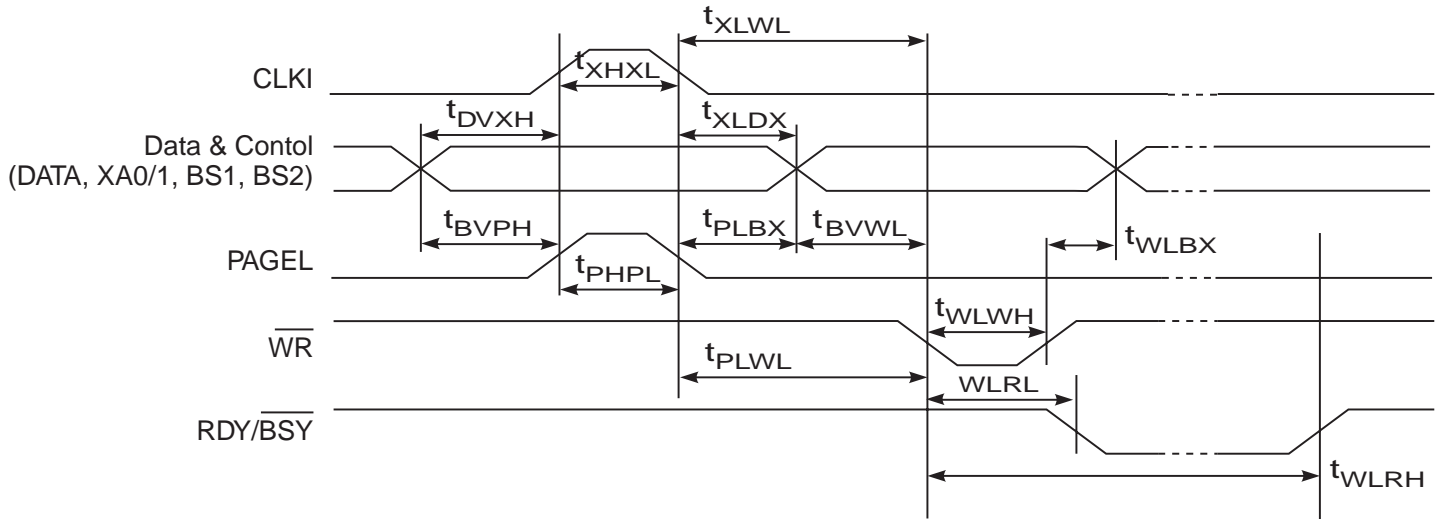 tXLWL
CLKI
tXHXL
tDVXH
tXLDX
Data & Contol
(DATA, XA0/1, BS1, BS2)
tBVPH
tPLBX
tBVWL
tWLBX
PAGEL
tPHPL
tWLWH
WR
tPLWL
WLRL
RDY/BSY
tWLRH